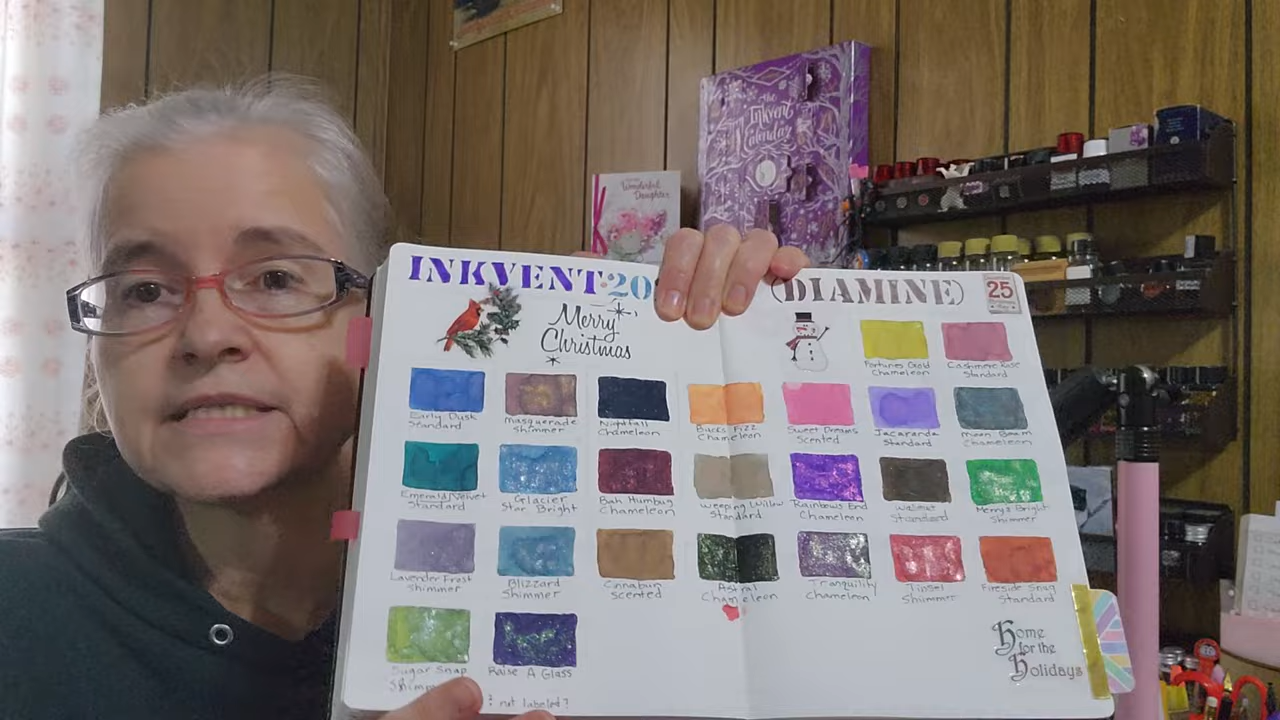 the
Inkvent
Calendar
Wonderful
Daughter
INKVENT 20
(DIAMINE)
25
Merry
Christmas
Fortunes Gold
Chameleon
Cashmere Rose
Standard
Early Dusk
Standard
Masquerade
Shimmer
Nightfall
Chameleon
Bucks Fizz
Chameleon
Sweet Dreams
Scented
Jacaranda
Standard
Moon Beam
Chameleon
Emerald/Velvet
Standard
Glacier
Star Bright
Bah Humbug
Chameleon
Weeping Willow
Standard
Rainbows End
Chameleon
Walnut
Standard
Merry & Bright
Shimmer
Lavender Frost
Shimmer
Blizzard
Shimmer
Cinnabun
Scented
Astral
Chameleon
Tranquility
Chameleon
Tinsel
Shimmer
Fireside Snug
Standard
Sugar Snap
Shimm
Raise A Glass
not labeled?
Home
for the
Holidays